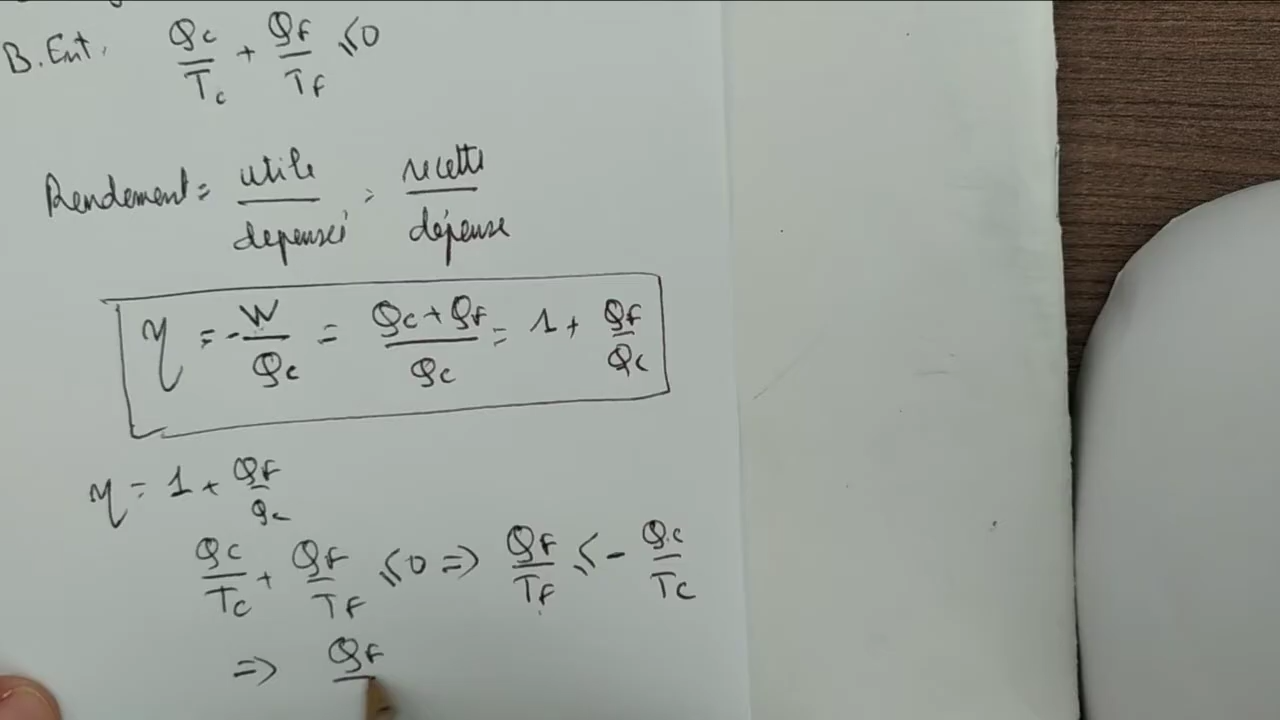 B. Ent. Qc/Tc + Qf/Tf ≤ 0
Rendement = utile/depensée = recette/dépense
η = -W/Qc = (Qc + Qf)/Qc = 1 + Qf/Qc
η = 1 + Qf/Qc
Qc/Tc + Qf/Tf ≤ 0 => Qf/Tf ≤ - Qc/Tc
=> Qf